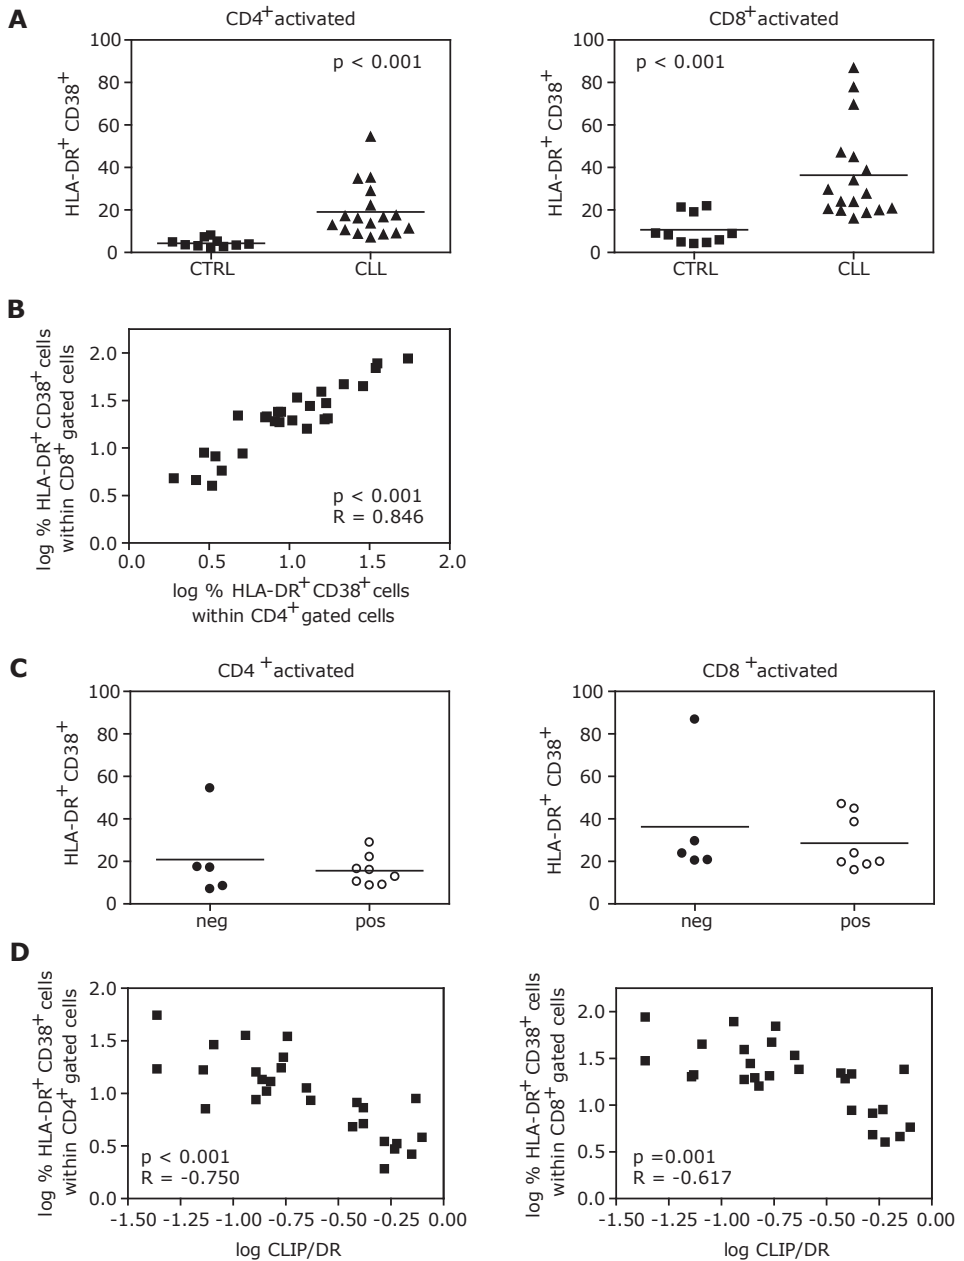 A
CD4+activated
CD8+activated
HLA-DR+ CD38+
100
80
60
40
20
0
p < 0.001
CTRL
CLL
HLA-DR+ CD38+
100
80
60
40
20
0
p < 0.001
CTRL
CLL
B
log % HLA-DR+ CD38+ cells
within CD8+ gated cells
2.0
1.5
1.0
0.5
0.0
p < 0.001
R = 0.846
0.0 0.5 1.0 1.5 2.0
log % HLA-DR+ CD38+ cells
within CD4+ gated cells
C
CD4 +activated
CD8 +activated
HLA-DR+ CD38+
100
80
60
40
20
0
neg
pos
HLA-DR+ CD38+
100
80
60
40
20
0
neg
pos
D
log % HLA-DR+ CD38+ cells
within CD4+ gated cells
2.0
1.5
1.0
0.5
0.0
p < 0.001
R = -0.750
-1.50 -1.25 -1.00 -0.75 -0.50 -0.25 0.00
log CLIP/DR
log % HLA-DR+ CD38+ cells
within CD8+ gated cells
2.0
1.5
1.0
0.5
0.0
p =0.001
R = -0.617
-1.50 -1.25 -1.00 -0.75 -0.50 -0.25 0.00
log CLIP/DR